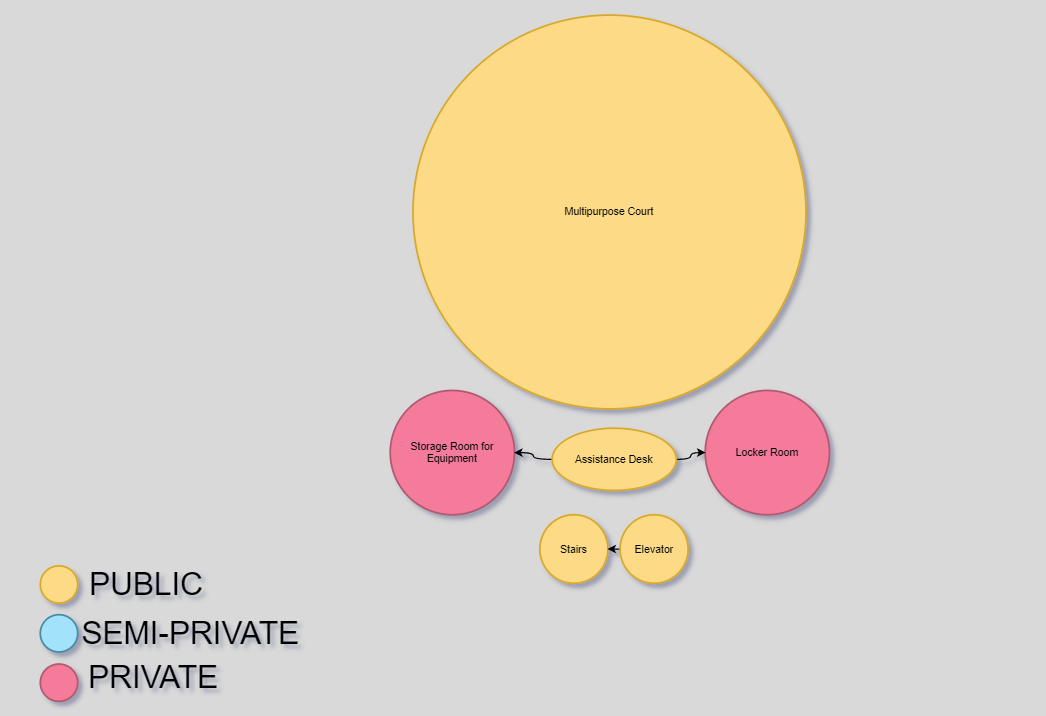 Multipurpose Court
Storage Room for
Equipment
Assistance Desk
Locker Room
Stairs
Elevator
PUBLIC
SEMI-PRIVATE
PRIVATE